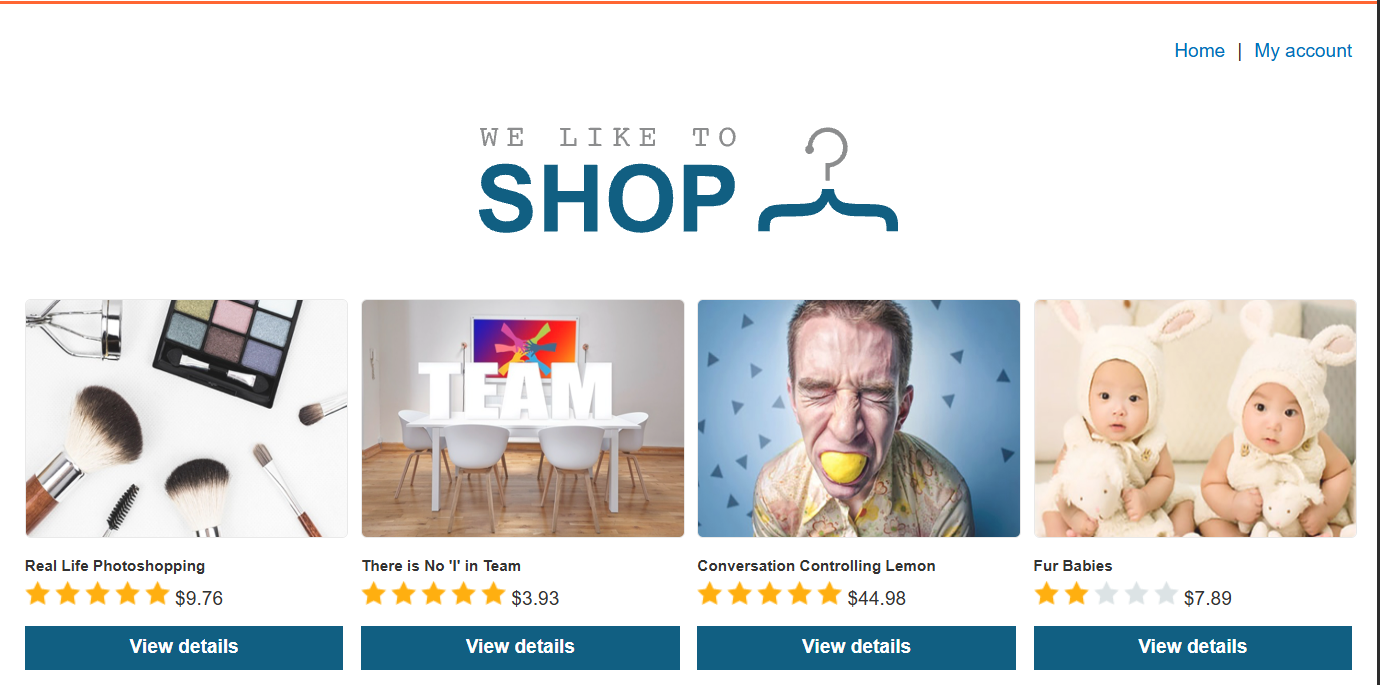 Home | My account
WE LIKE TO
SHOP
TEAM
Real Life Photoshopping
$9.76
View details
There is No 'I' in Team
$3.93
View details
Conversation Controlling Lemon
$44.98
View details
Fur Babies
$7.89
View details